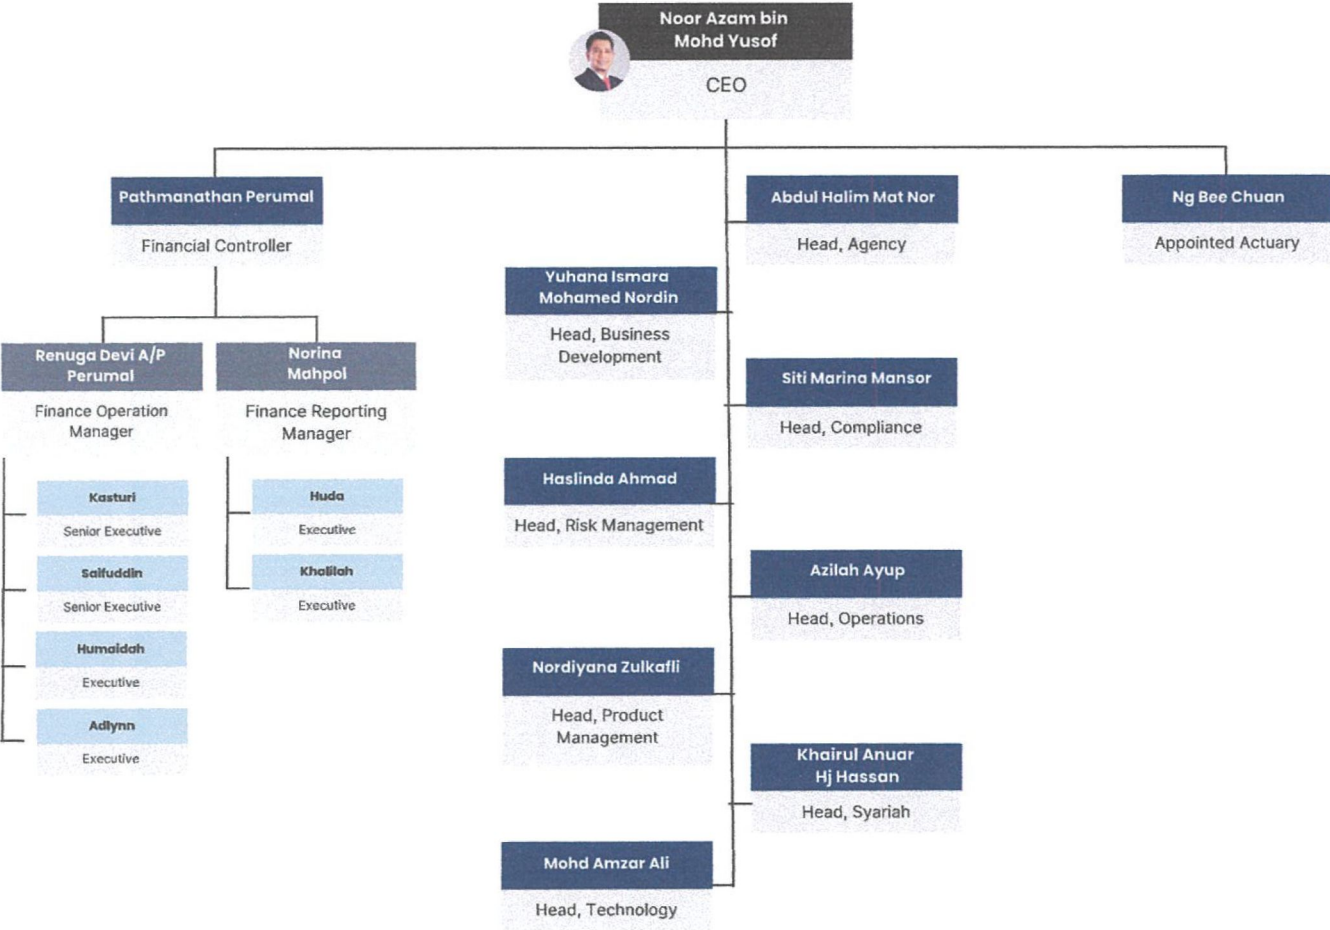 Noor Azam bin
Mohd Yusof
CEO
Pathmanathan Perumal
Financial Controller
Abdul Halim Mat Nor
Head, Agency
Ng Bee Chuan
Appointed Actuary
Yuhana Ismara
Mohamed Nordin
Head, Business
Development
Renuga Devi A/P
Perumal
Finance Operation
Manager
Norina
Mahpol
Finance Reporting
Manager
Siti Marina Mansor
Head, Compliance
Kasturi
Senior Executive
Saifuddin
Senior Executive
Humaidah
Executive
Adlynn
Executive
Huda
Executive
Khalilah
Executive
Haslinda Ahmad
Head, Risk Management
Azilah Ayup
Head, Operations
Nordiyana Zulkafli
Head, Product
Management
Khairul Anuar
Hj Hassan
Head, Syariah
Mohd Amzar Ali
Head, Technology